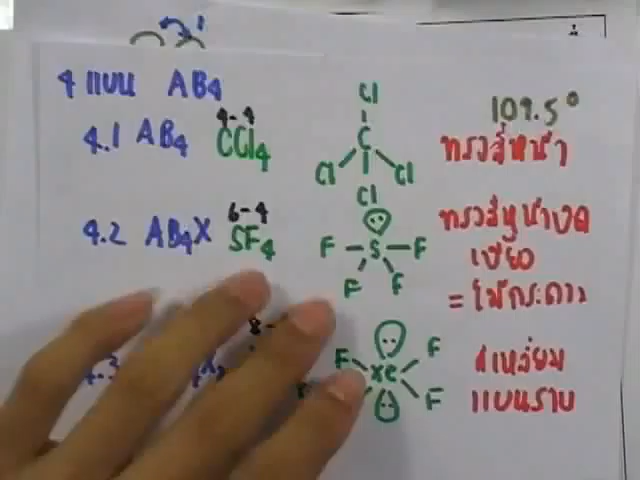 4 แบบ AB4
4.1 AB4 4-4 CCl4
Cl
C
Cl Cl
Cl
109.5°
ทรงสี่หน้า
4.2 AB4X 6-4 SF4
F S F
F F
ทรงสี่หน้าบิด
เบี้ยว
= ไม้กระดาน
4.3
8-
F F
Xe
F
สี่เหลี่ยม
แบนราบ